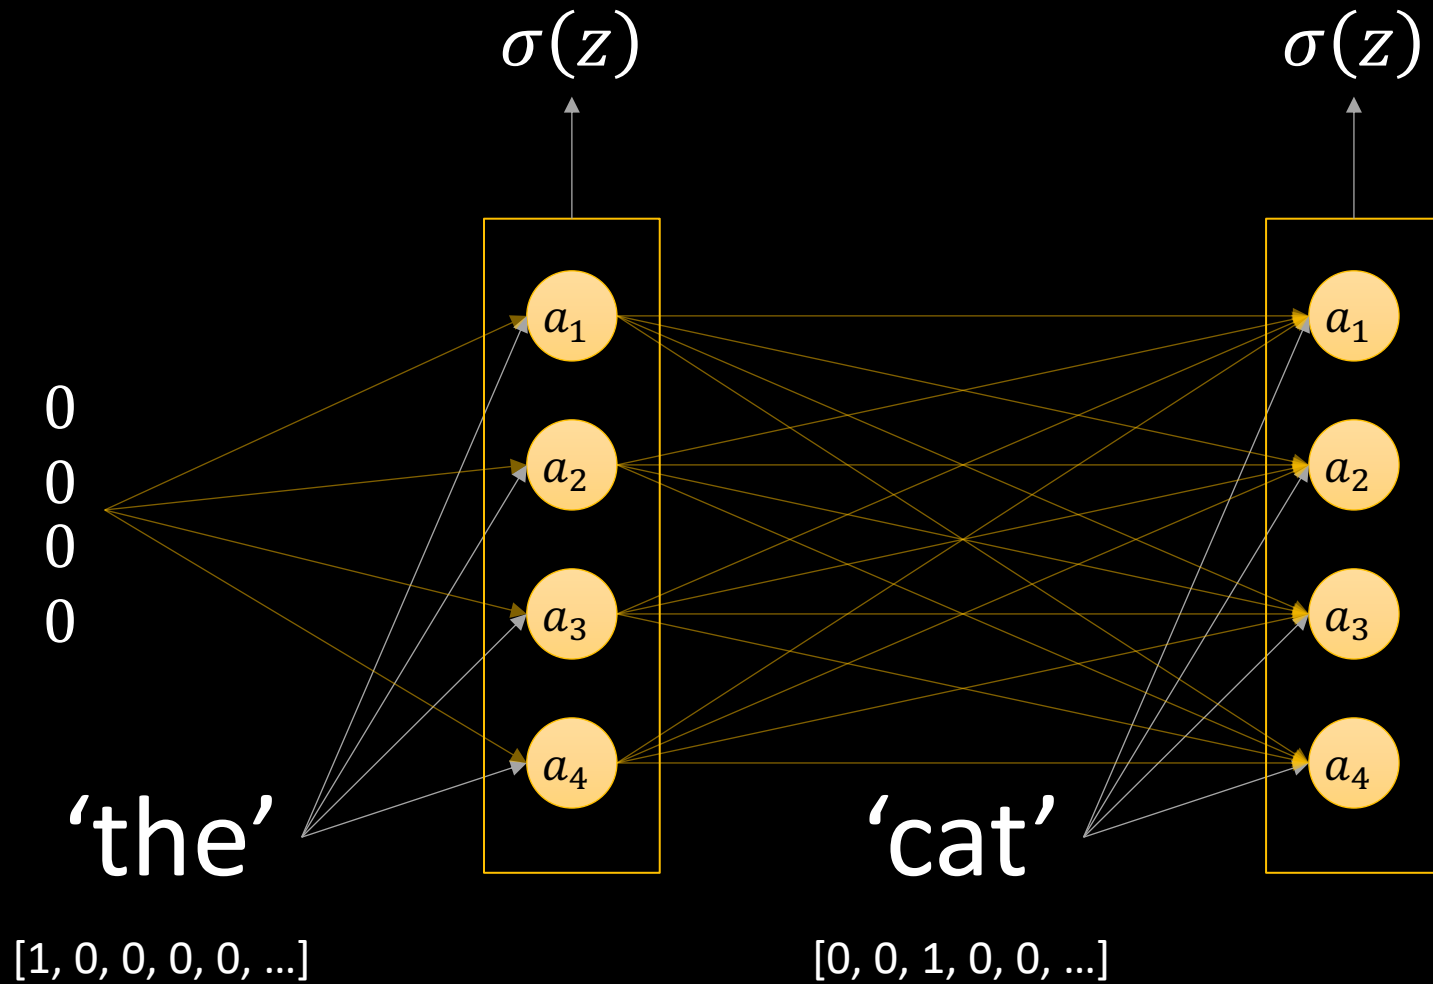 σ(z) σ(z)
a₁ a₁
0
a₂ a₂
0
0
a₃ a₃
0
a₄ a₄
‘the’ ‘cat’
[1, 0, 0, 0, 0, …] [0, 0, 1, 0, 0, …]